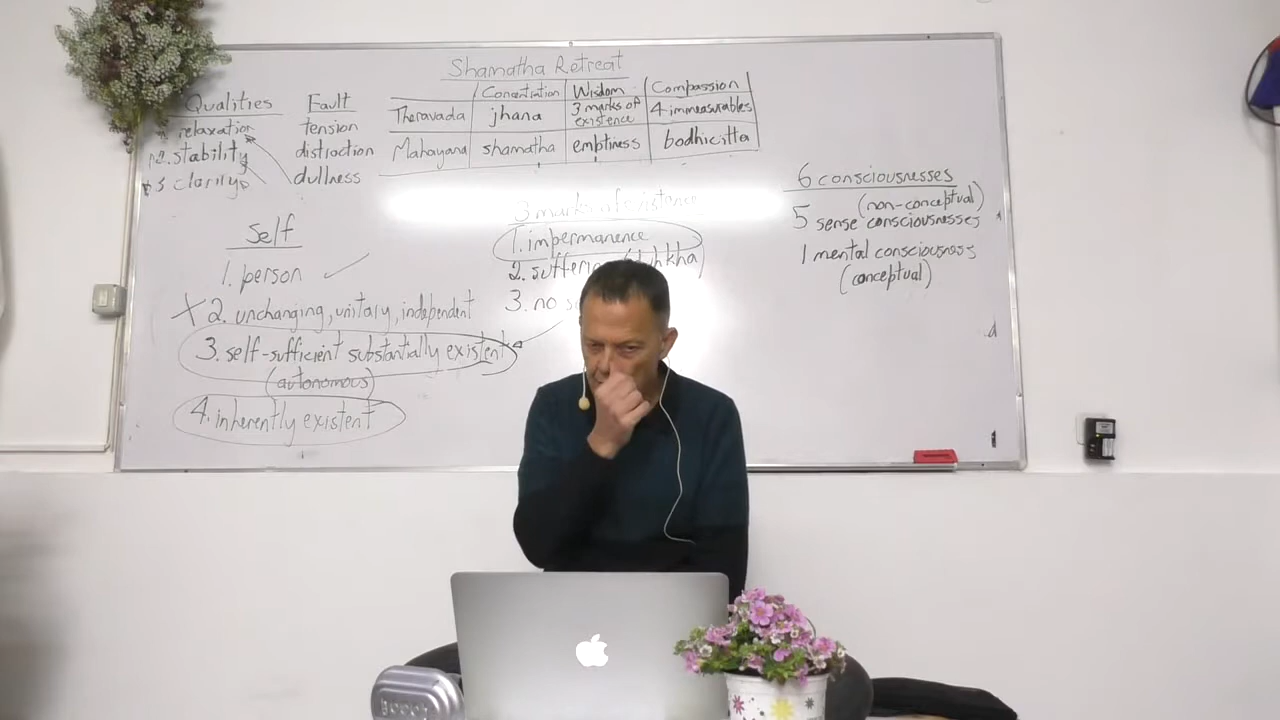 Shamatha Retreat
Qualities Fault
relaxation tension
2. stability distraction
3 clarity dullness
Concentration Wisdom Compassion
Theravada jhana 3 marks of existence 4 immeasurables
Mahayana shamatha emptiness bodhicitta
Self
1. person
X 2. unchanging, unitary, independent
3. self-sufficient substantially existent
(autonomous)
4. inherently existent
3 marks of existence
1. impermanence
2. suffering
3. no
6 consciousnesses
(non-conceptual)
5 sense consciousnesses
1 mental consciousness
(conceptual)